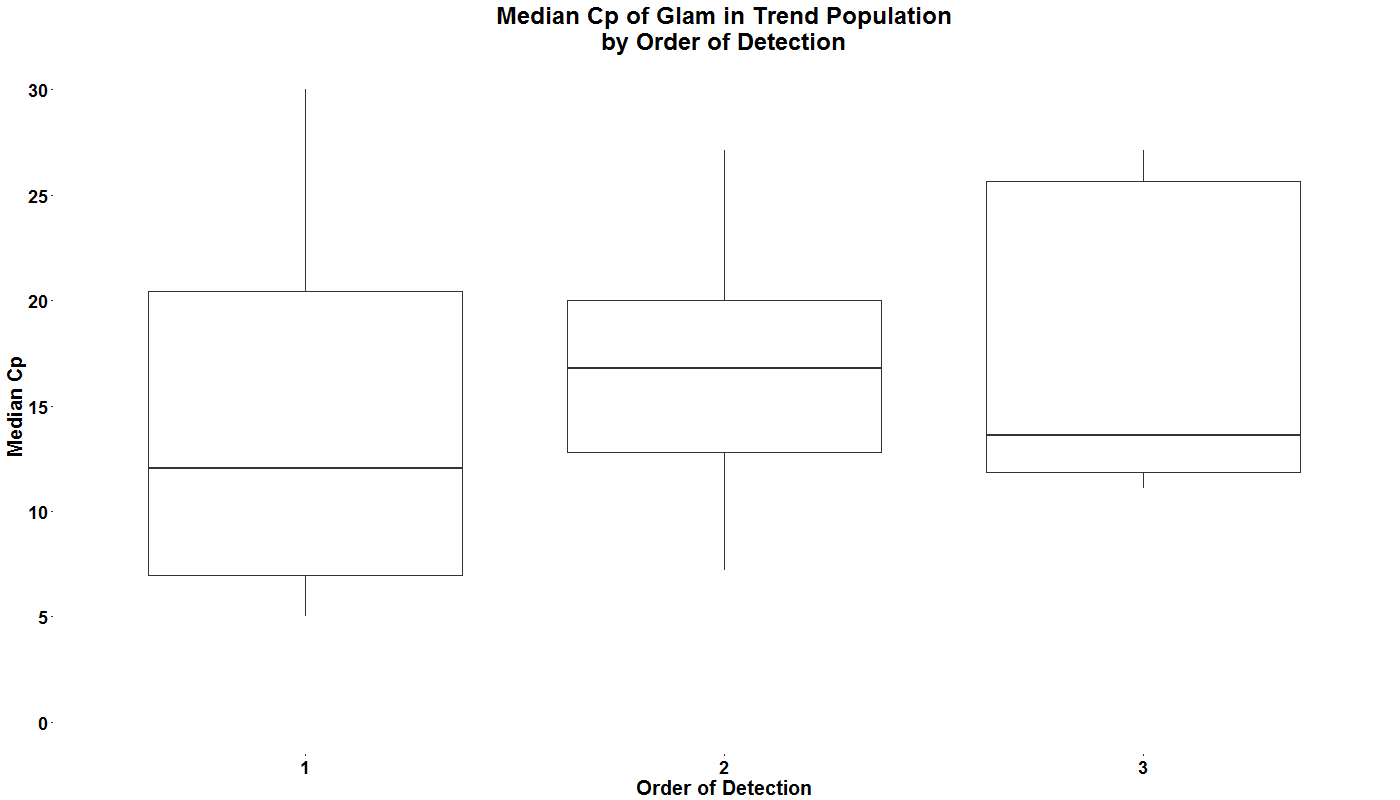 Median Cp of Glam in Trend Population
by Order of Detection
30
25
20
15
10
5
0
Median Cp
1
2
3
Order of Detection